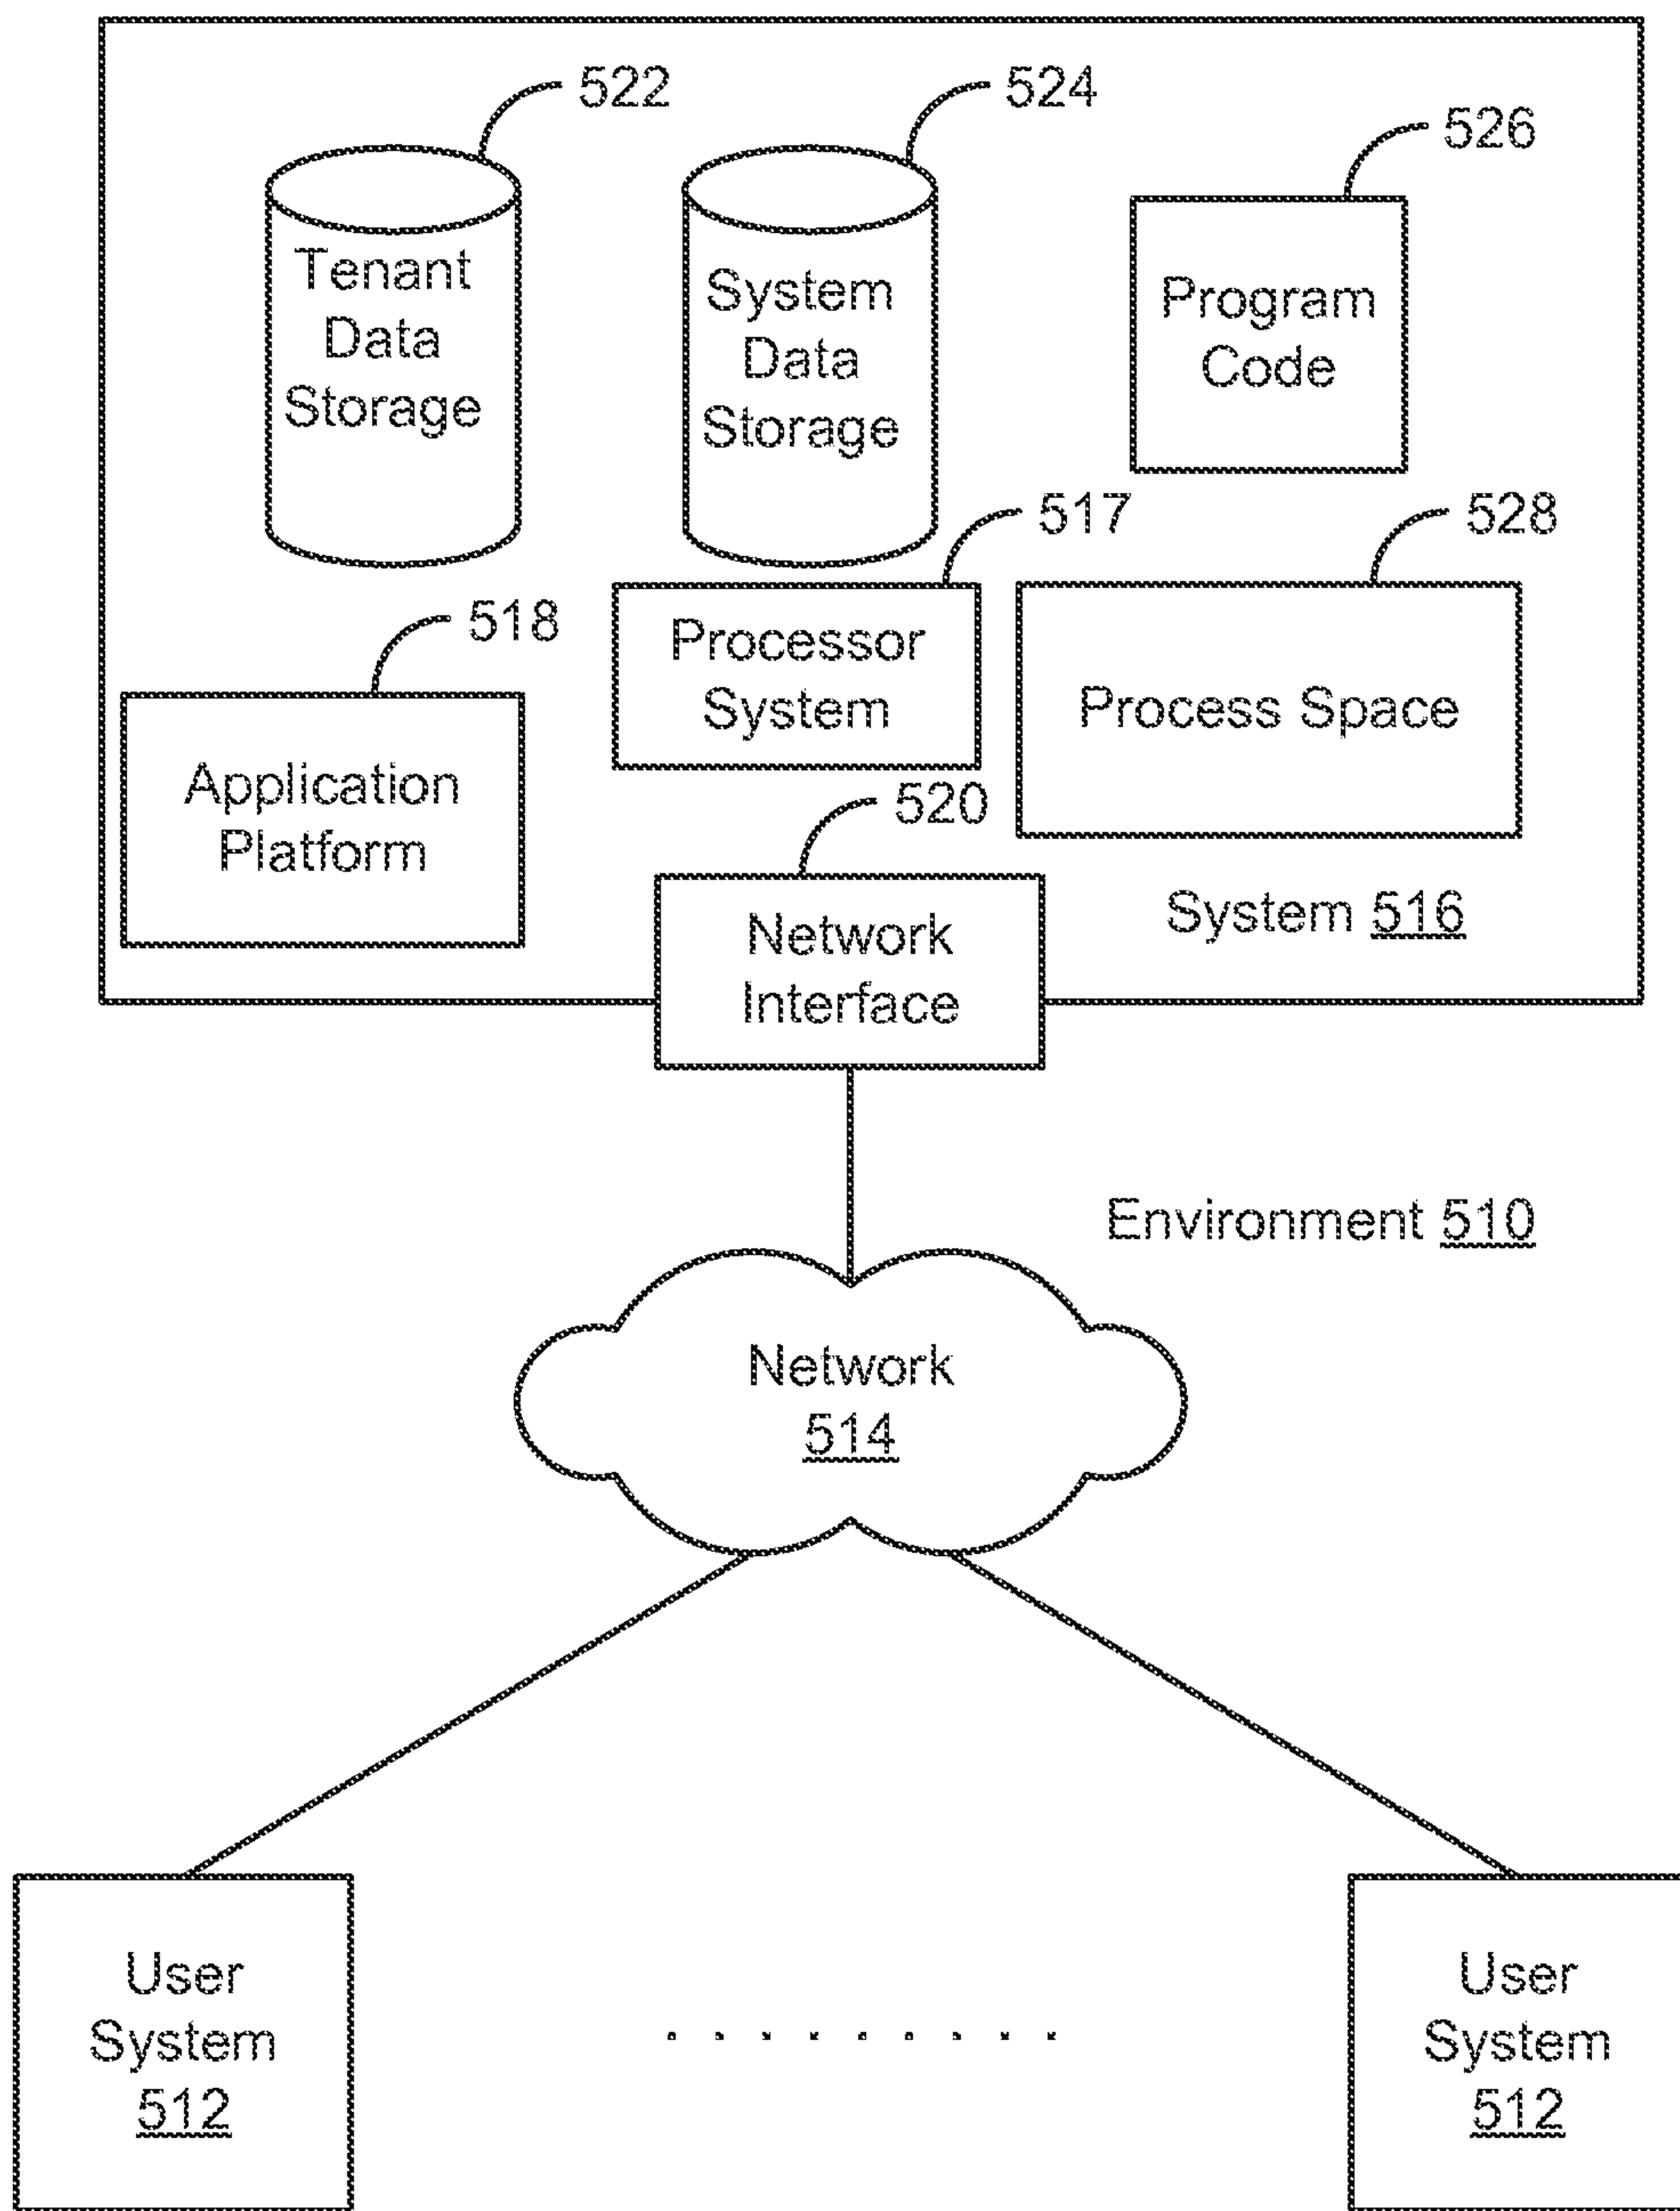 522
524
526
Tenant
Data
Storage
System
Data
Storage
Program
Code
517
528
518
Processor
System
Process Space
Application
Platform
520
Network
Interface
System 516
Environment 510
Network
514
User
System
512
User
System
512